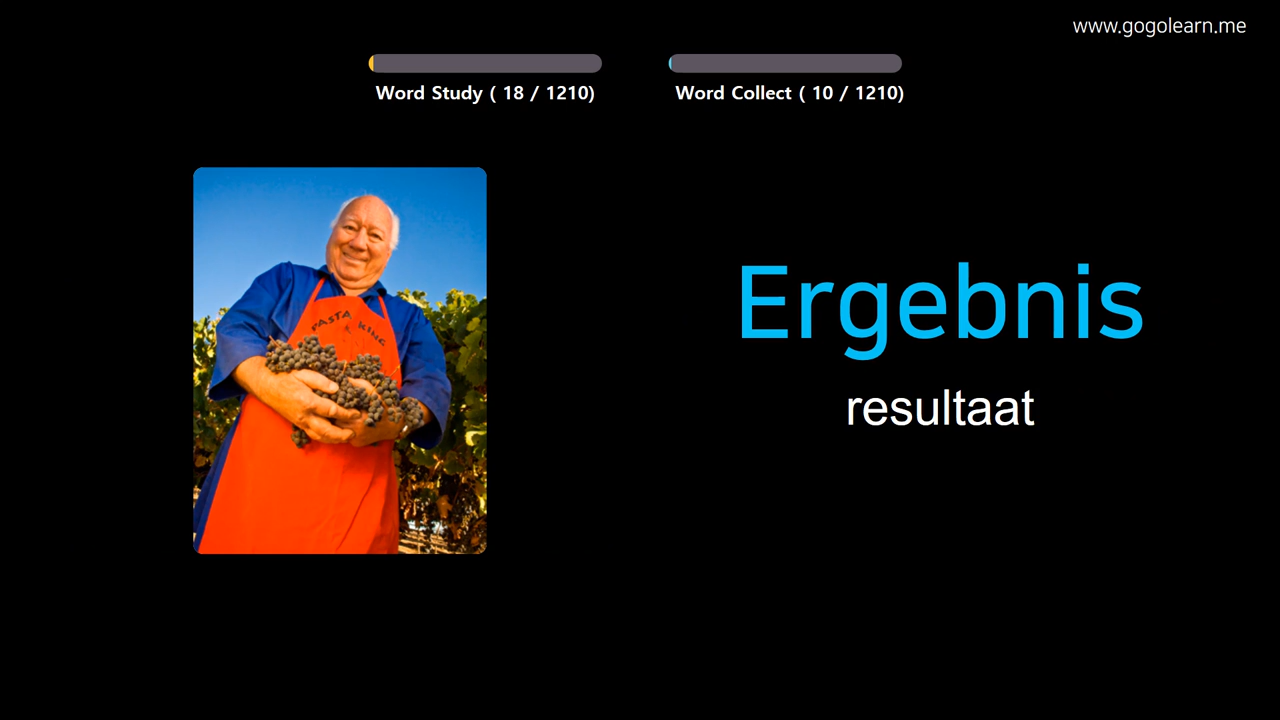 www.gogolearn.me
Word Study ( 18 / 1210)
Word Collect ( 10 / 1210)
PASTA KING
Ergebnis
resultaat